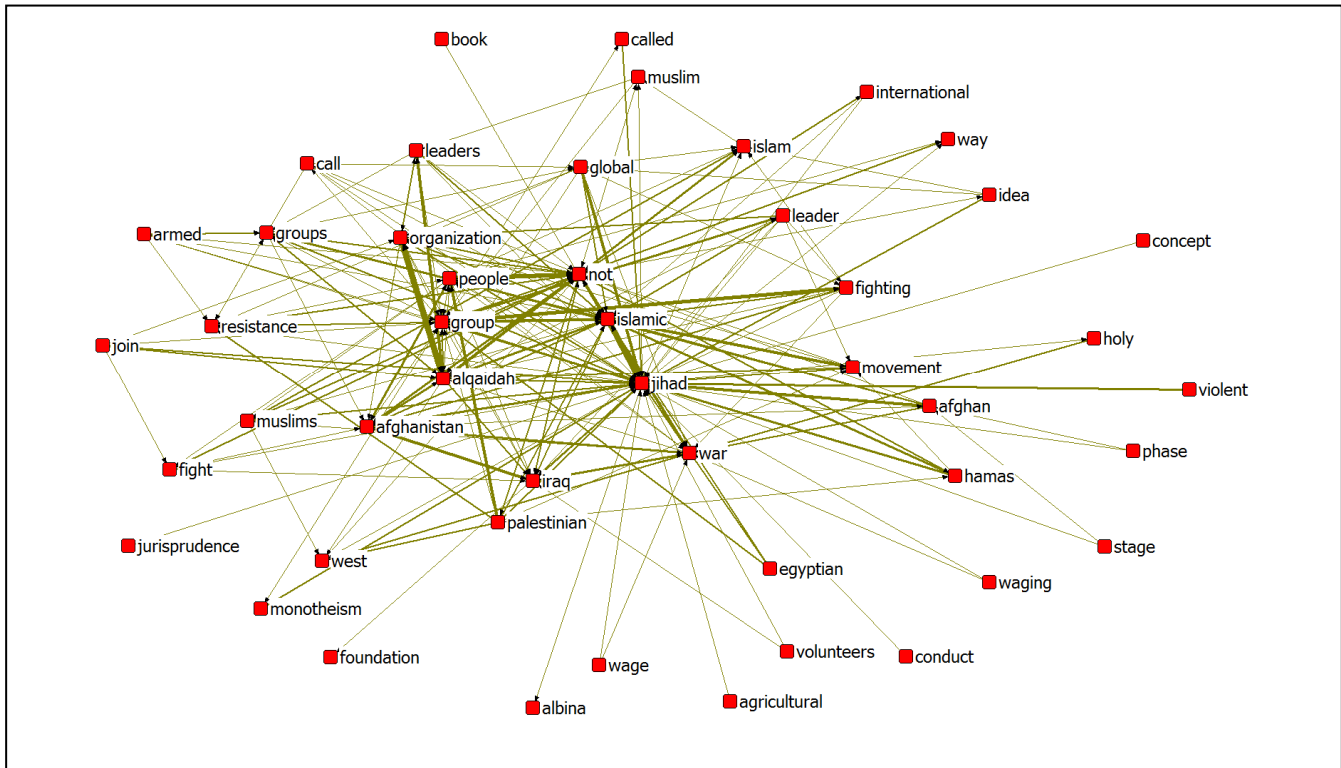 book
called
muslim
international
way
call
leaders
global
islam
idea
armed
groups
organization
leader
concept
people
not
fighting
resistance
group
islamic
join
holy
alqaidah
jihad
movement
violent
muslims
afghanistan
afghan
fight
war
phase
iraq
hamas
palestinian
jurisprudence
west
egyptian
stage
monotheism
waging
foundation
wage
volunteers
conduct
albina
agricultural